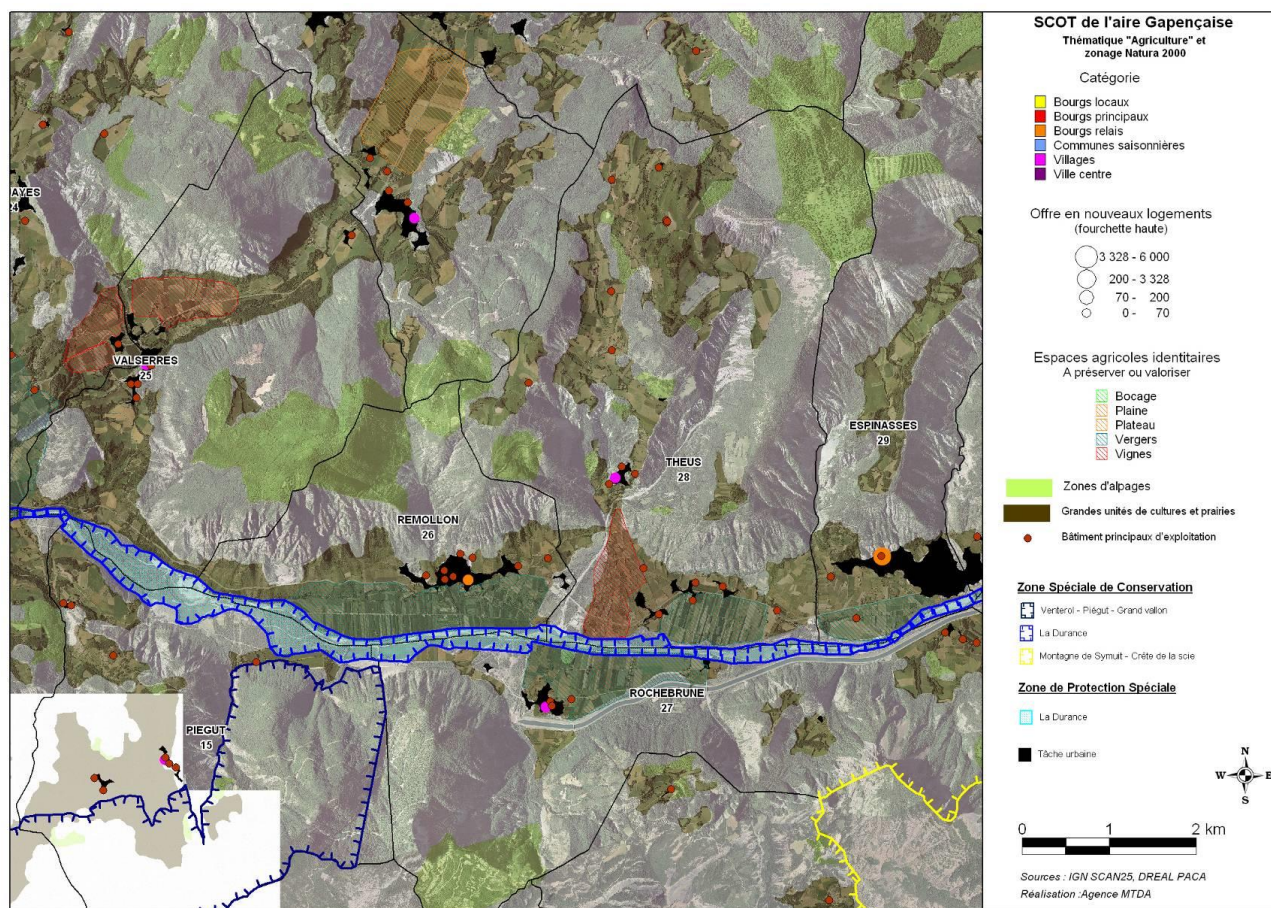 SCOT de l'aire Gapençaise
Thématique "Agriculture" et
zonage Natura 2000
Catégorie
Bourgs locaux
Bourgs principaux
Bourgs relais
Communes saisonnières
Villages
Ville centre
Offre en nouveaux logements
(fourchette haute)
3 328 - 6 000
200 - 3 328
70 - 200
0 - 70
Espaces agricoles identitaires
A préserver ou valoriser
Bocage
Plaine
Plateau
Vergers
Vignes
Zones d'alpages
Grandes unités de cultures et prairies
Bâtiment principaux d'exploitation
Zone Spéciale de Conservation
Venterol - Piégut - Grand vallon
La Durance
Montagne de Symuit - Crête de la scie
Zone de Protection Spéciale
La Durance
Tâche urbaine
N
W E
S
0 2 km
Sources : IGN SCAN25, DREAL PACA
Réalisation : Agence MTDA
AYES
VALSERRES
25
ESPINASSES
29
THEUS
28
REMOLLON
26
ROCHEBRUNE
27
PIEGUT
15